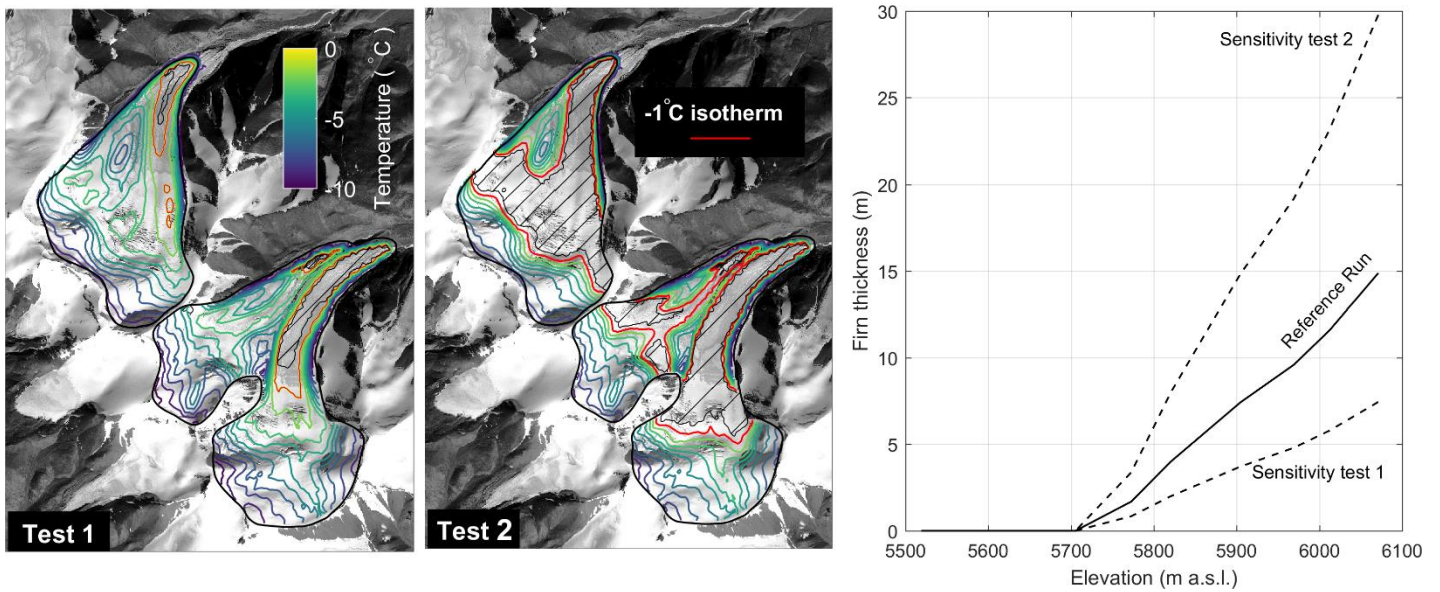 0
-5
-10
Temperature ( °C)
Test 1
-1°C isotherm
Test 2
30
25
20
15
10
5
0
Firn thickness (m)
Sensitivity test 2
Reference Run
Sensitivity test 1
5500 5600 5700 5800 5900 6000 6100
Elevation (m a.s.l.)